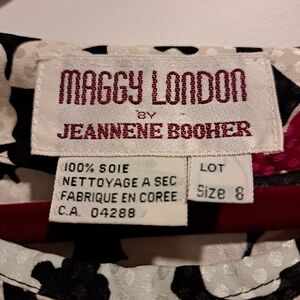 MAGGY LONDON
BY
JEANNENE BOOHER
100% SOIE
NETTOYAGE A SEC
FABRIQUE EN COREE
C.A. 04288
LOT
Size 8